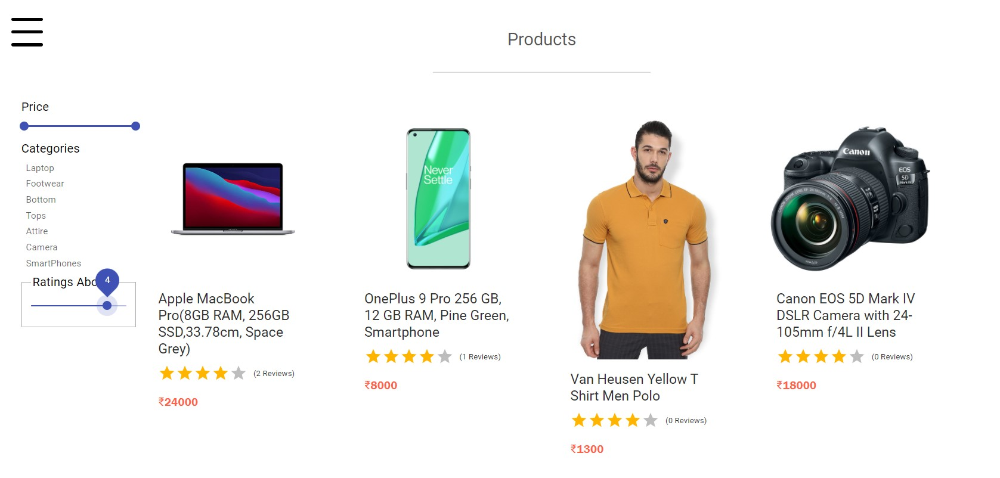 Products
Price
Categories
Laptop
Footwear
Bottom
Tops
Attire
Camera
SmartPhones
Ratings Abo
4
Never
Settle
Canon
EOS
5D
Mark IV
Apple MacBook
Pro(8GB RAM, 256GB
SSD,33.78cm, Space
Grey)
(2 Reviews)
₹24000
OnePlus 9 Pro 256 GB,
12 GB RAM, Pine Green,
Smartphone
(1 Reviews)
₹8000
Van Heusen Yellow T
Shirt Men Polo
(0 Reviews)
₹1300
Canon EOS 5D Mark IV
DSLR Camera with 24-
105mm f/4L II Lens
(0 Reviews)
₹18000